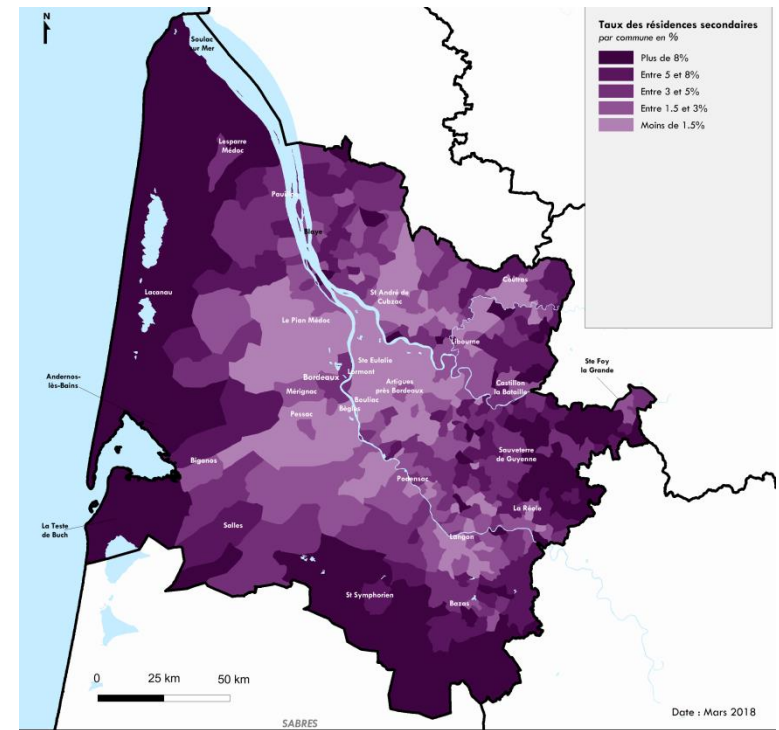 N
Taux des résidences secondaires
par commune en %
Plus de 8%
Entre 5 et 8%
Entre 3 et 5%
Entre 1.5 et 3%
Moins de 1.5%
Soulac
sur Mer
Lesparre
Médoc
Pauillac
Blaye
Lacanau
St André de
Cubzac
Coutras
Le Pian Médoc
Libourne
Ste Eulalie
Lormont
Ste Foy
la Grande
Andernos-
lès-Bains
Bordeaux
Artigues
près Bordeaux
Castillon
la Bataille
Mérignac
Bouliac
Bègles
Pessac
Sauveterre
de Guyenne
Biganos
Podensac
La Réole
La Teste
de Buch
Salles
Langon
St Symphorien
Bazas
0 25 km 50 km
SABRES
Date : Mars 2018